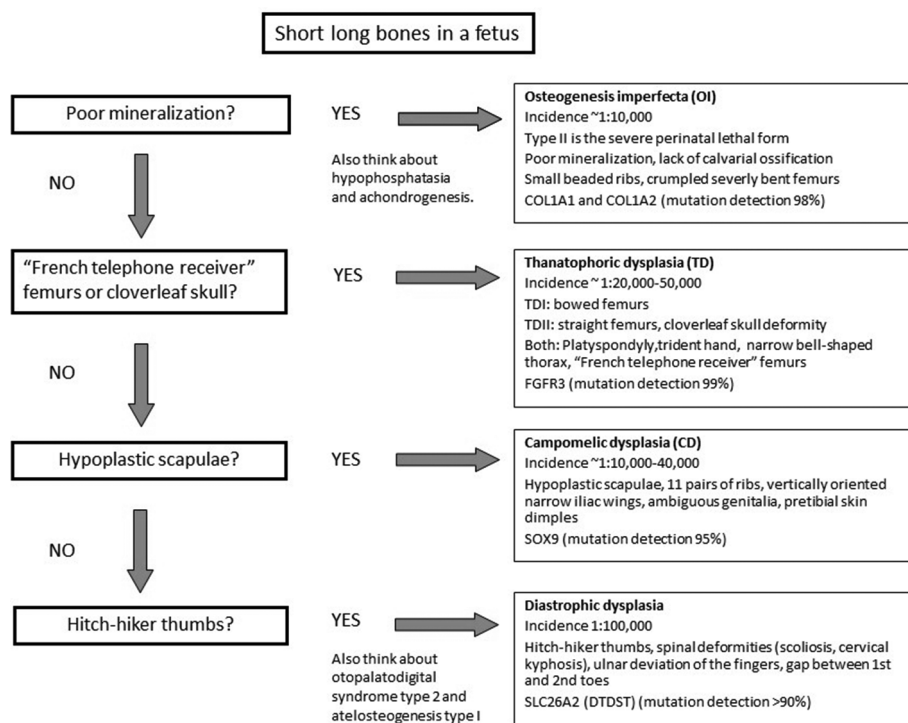 Short long bones in a fetus
Poor mineralization?
YES
Also think about
hypophosphatasia
and achondrogenesis.
Osteogenesis imperfecta (OI)
Incidence ~1:10,000
Type II is the severe perinatal lethal form
Poor mineralization, lack of calvarial ossification
Small beaded ribs, crumpled severly bent femurs
COL1A1 and COL1A2 (mutation detection 98%)
NO
"French telephone receiver"
femurs or cloverleaf skull?
YES
Thanatophoric dysplasia (TD)
Incidence ~ 1:20,000-50,000
TDI: bowed femurs
TDII: straight femurs, cloverleaf skull deformity
Both: Platyspondyly,trident hand, narrow bell-shaped
thorax, "French telephone receiver" femurs
FGFR3 (mutation detection 99%)
NO
Hypoplastic scapulae?
YES
Campomelic dysplasia (CD)
Incidence ~1:10,000-40,000
Hypoplastic scapulae, 11 pairs of ribs, vertically oriented
narrow iliac wings, ambiguous genitalia, pretibial skin
dimples
SOX9 (mutation detection 95%)
NO
Hitch-hiker thumbs?
YES
Also think about
otopalatodigital
syndrome type 2 and
atelosteogenesis type I
Diastrophic dysplasia
Incidence 1:100,000
Hitch-hiker thumbs, spinal deformities (scoliosis, cervical
kyphosis), ulnar deviation of the fingers, gap between 1st
and 2nd toes
SLC26A2 (DTDST) (mutation detection >90%)